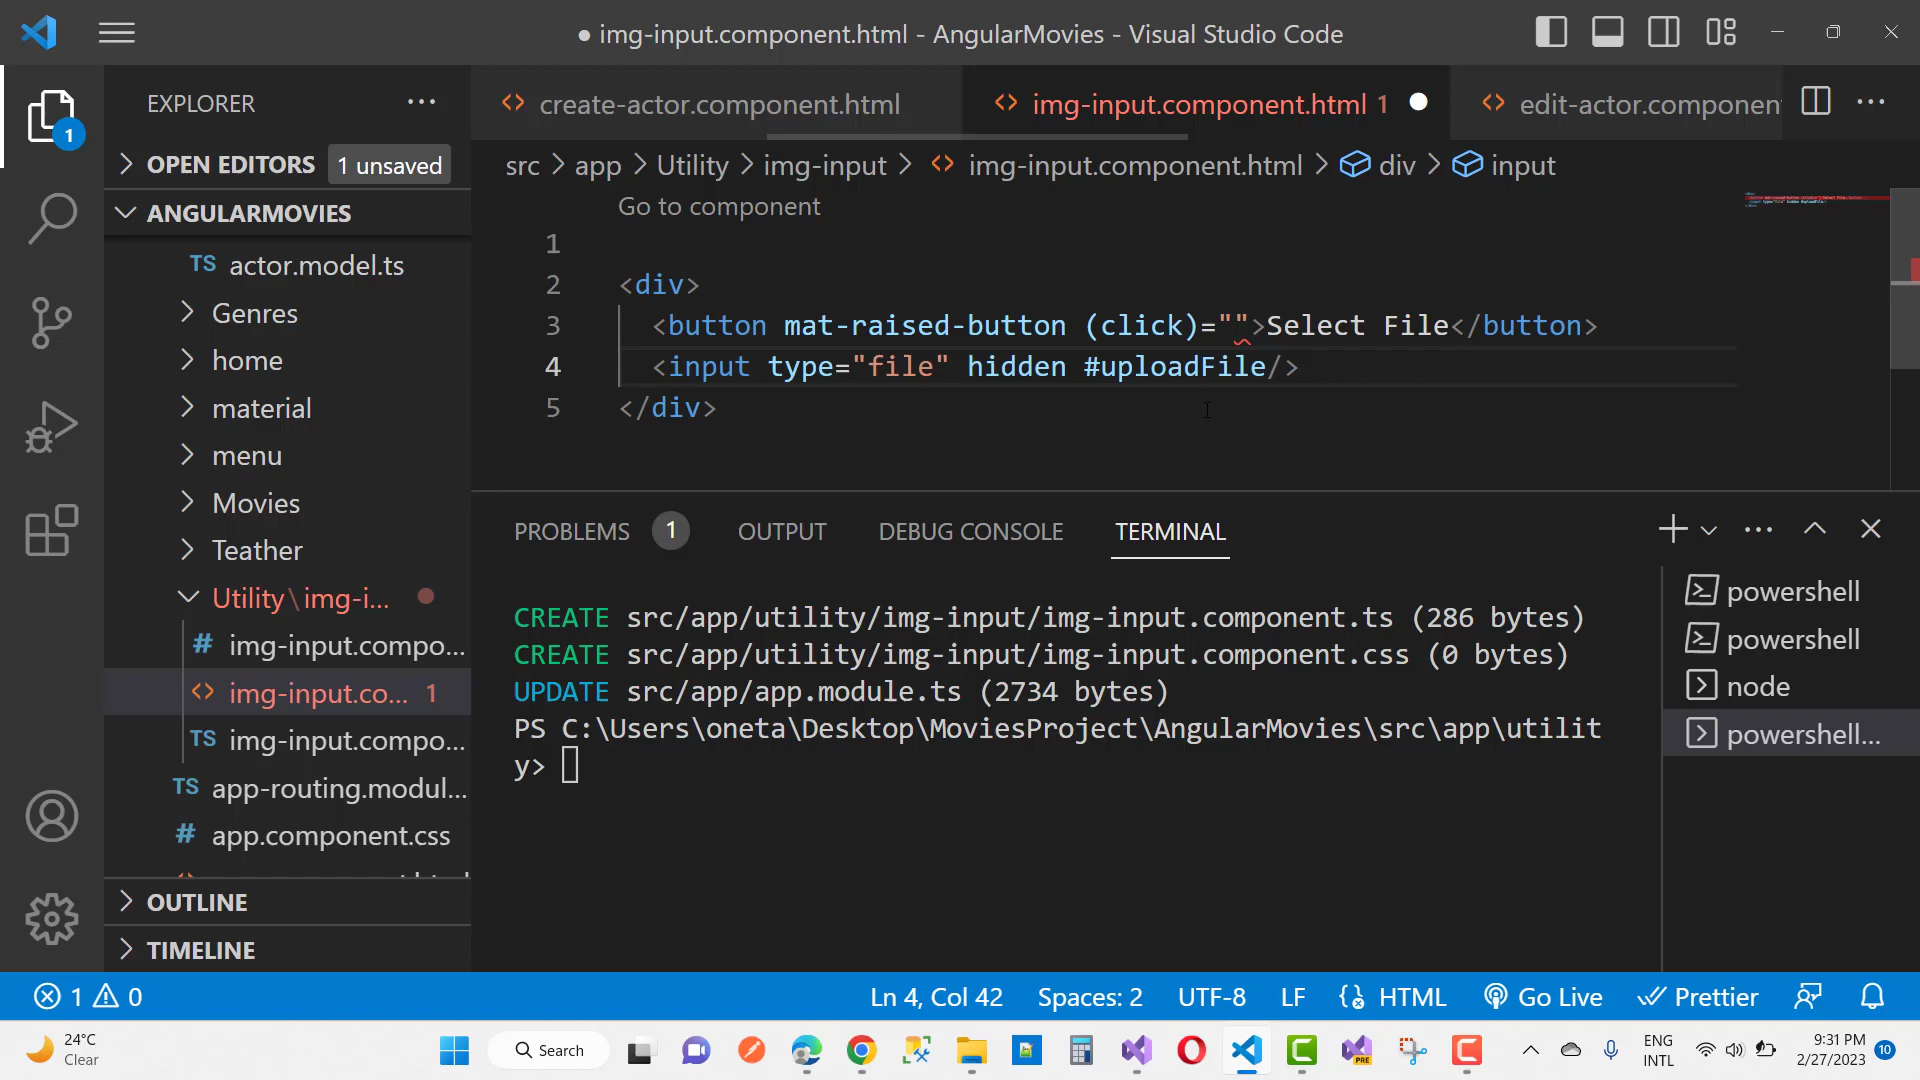 ● img-input.component.html - AngularMovies - Visual Studio Code
EXPLORER
OPEN EDITORS 1 unsaved
ANGULARMOVIES
TS actor.model.ts
Genres
home
material
menu
Movies
Teather
Utility\img-i...
# img-input.compo...
<> img-input.co... 1
TS img-input.compo...
TS app-routing.modul...
# app.component.css
OUTLINE
TIMELINE
1
<> create-actor.component.html
<> img-input.component.html 1
<> edit-actor.component
src > app > Utility > img-input > <> img-input.component.html > div > input
Go to component
1
2 <div>
3 <button mat-raised-button (click)="">Select File</button>
4 <input type="file" hidden #uploadFile/>
5 </div>
PROBLEMS 1 OUTPUT DEBUG CONSOLE TERMINAL
CREATE src/app/utility/img-input/img-input.component.ts (286 bytes)
CREATE src/app/utility/img-input/img-input.component.css (0 bytes)
UPDATE src/app/app.module.ts (2734 bytes)
PS C:\Users\oneta\Desktop\MoviesProject\AngularMovies\src\app\utilit
y>
powershell
powershell
node
powershell...
1 0
Ln 4, Col 42 Spaces: 2 UTF-8 LF HTML Go Live Prettier
24°C
Clear
Search
PRE
ENG
INTL
9:31 PM
2/27/2023
10